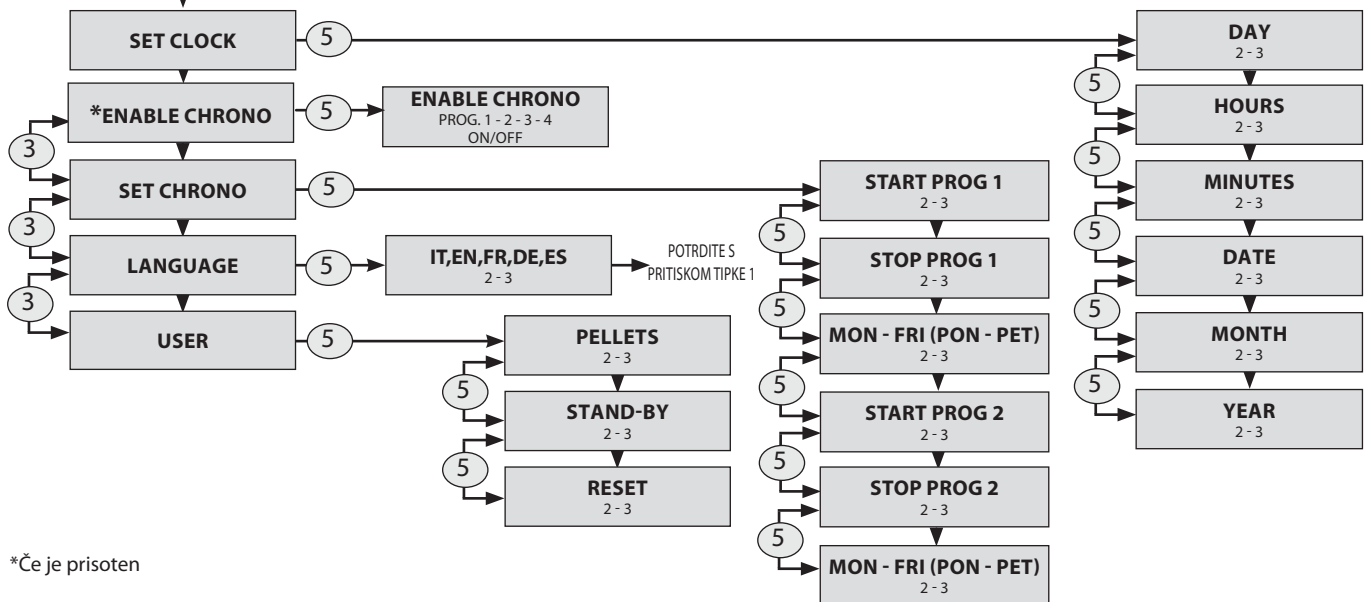 SET CLOCK
5
DAY
2 - 3
5
HOURS
2 - 3
*ENABLE CHRONO
5
ENABLE CHRONO
PROG. 1 - 2 - 3 - 4
ON/OFF
3
5
MINUTES
2 - 3
SET CHRONO
5
START PROG 1
2 - 3
3
5
5
DATE
2 - 3
LANGUAGE
5
IT,EN,FR,DE,ES
2 - 3
POTRDITE S
PRITISKOM TIPKE 1
STOP PROG 1
2 - 3
3
5
5
MONTH
2 - 3
USER
5
PELLETS
2 - 3
MON - FRI (PON - PET)
2 - 3
5
5
5
YEAR
2 - 3
STAND-BY
2 - 3
START PROG 2
2 - 3
5
5
RESET
2 - 3
STOP PROG 2
2 - 3
5
MON - FRI (PON - PET)
2 - 3
*Če je prisoten